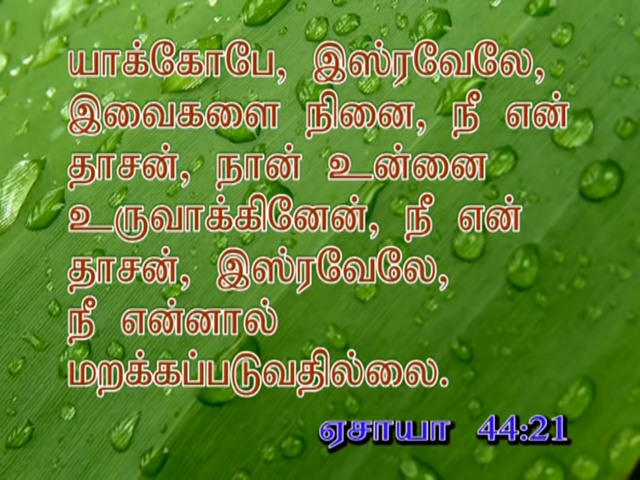 யாக்கோபே, இஸ்ரவேலே,
இவைகளை நினை, நீ என்
தாசன், நான் உன்னை
உருவாக்கினேன், நீ என்
தாசன், இஸ்ரவேலே,
நீ என்னால்
மறக்கப்படுவதில்லை.
ஏசாயா 44:21